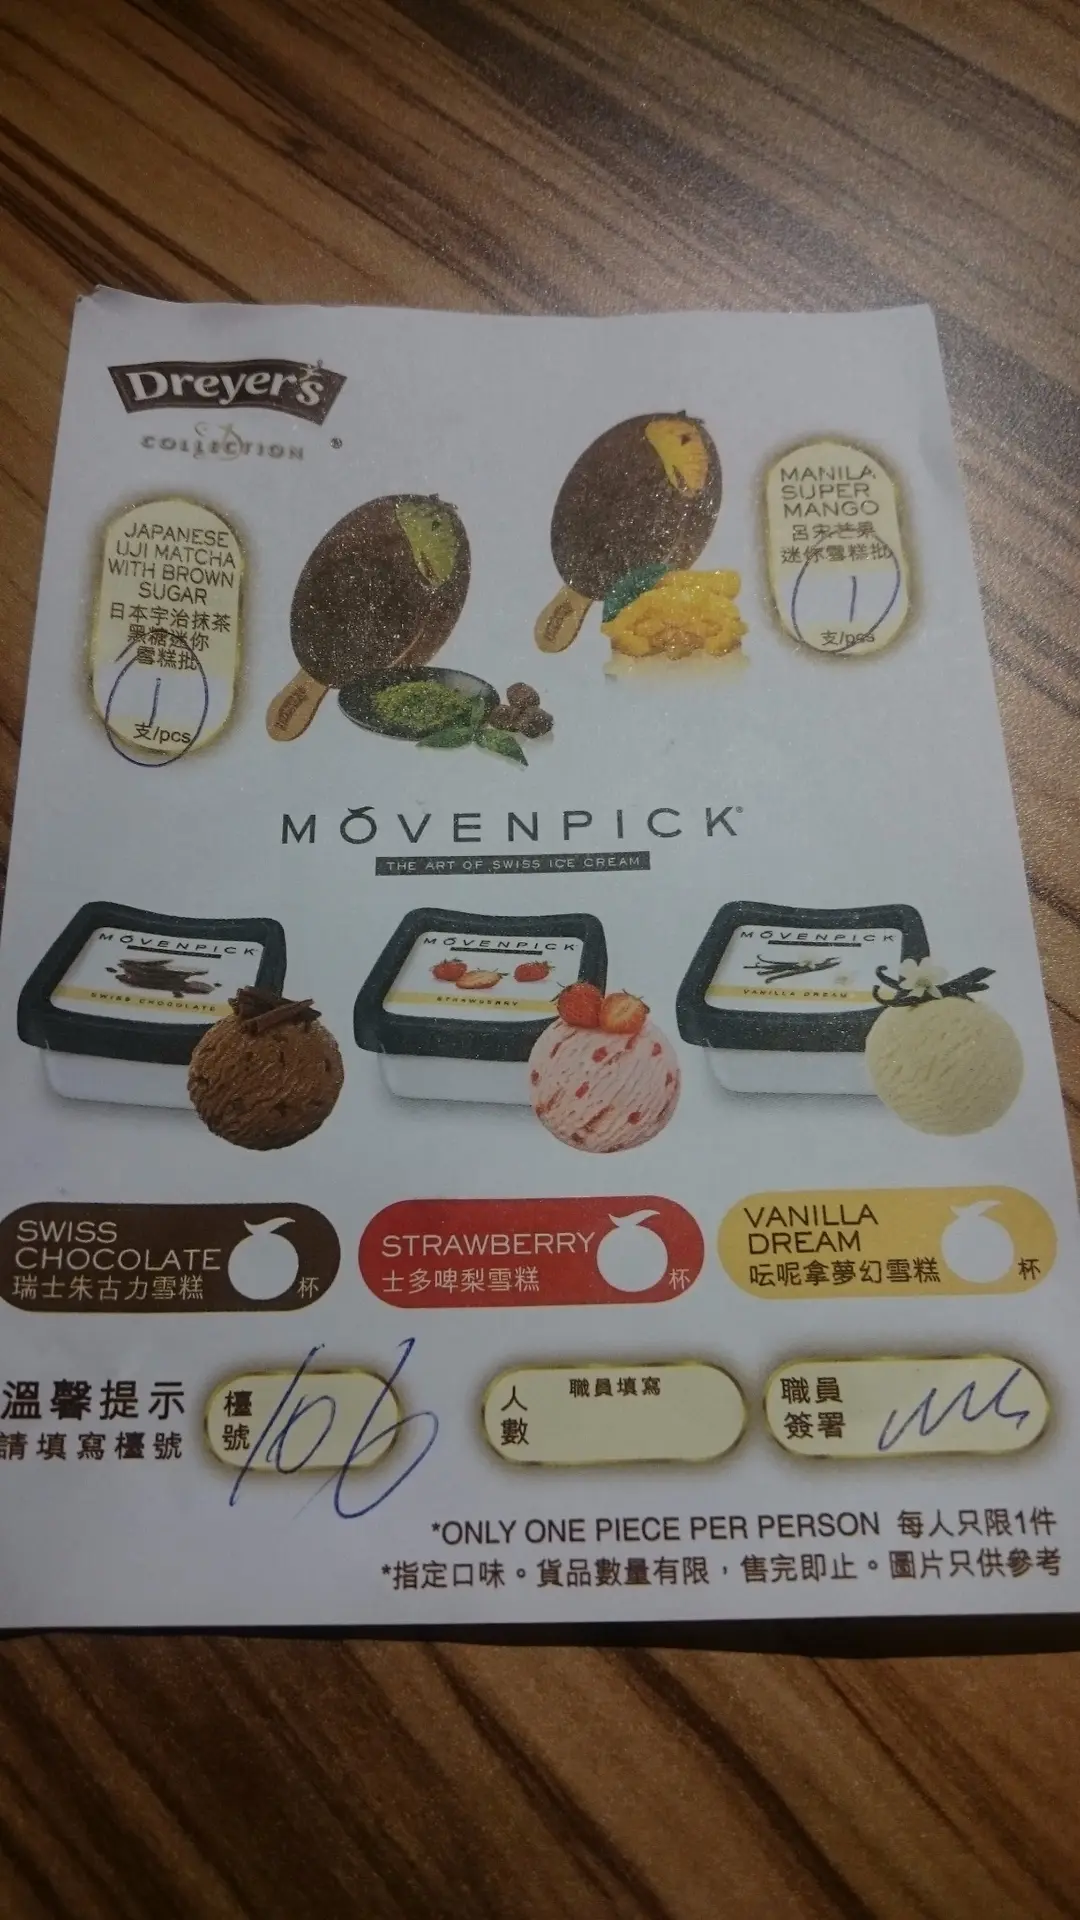 Dreyer's
COLLECTION ®
JAPANESE
UJI MATCHA
WITH BROWN
SUGAR
日本宇治抹茶
黑糖迷你
雪糕批
1
支/pcs
MANILA
SUPER
MANGO
呂宋芒果
迷你雪糕批
1
支/pcs
MÖVENPICK®
THE ART OF SWISS ICE CREAM
MÖVENPICK
SWISS CHOCOLATE
MÖVENPICK
STRAWBERRY
MÖVENPICK
VANILLA DREAM
SWISS
CHOCOLATE
瑞士朱古力雪糕
杯
STRAWBERRY
士多啤梨雪糕
杯
VANILLA
DREAM
呍呢拿夢幻雪糕
杯
溫馨提示
請填寫檯號
檯號
106
人數
職員填寫
職員
簽署
*ONLY ONE PIECE PER PERSON 每人只限1件
*指定口味。貨品數量有限，售完即止。圖片只供參考